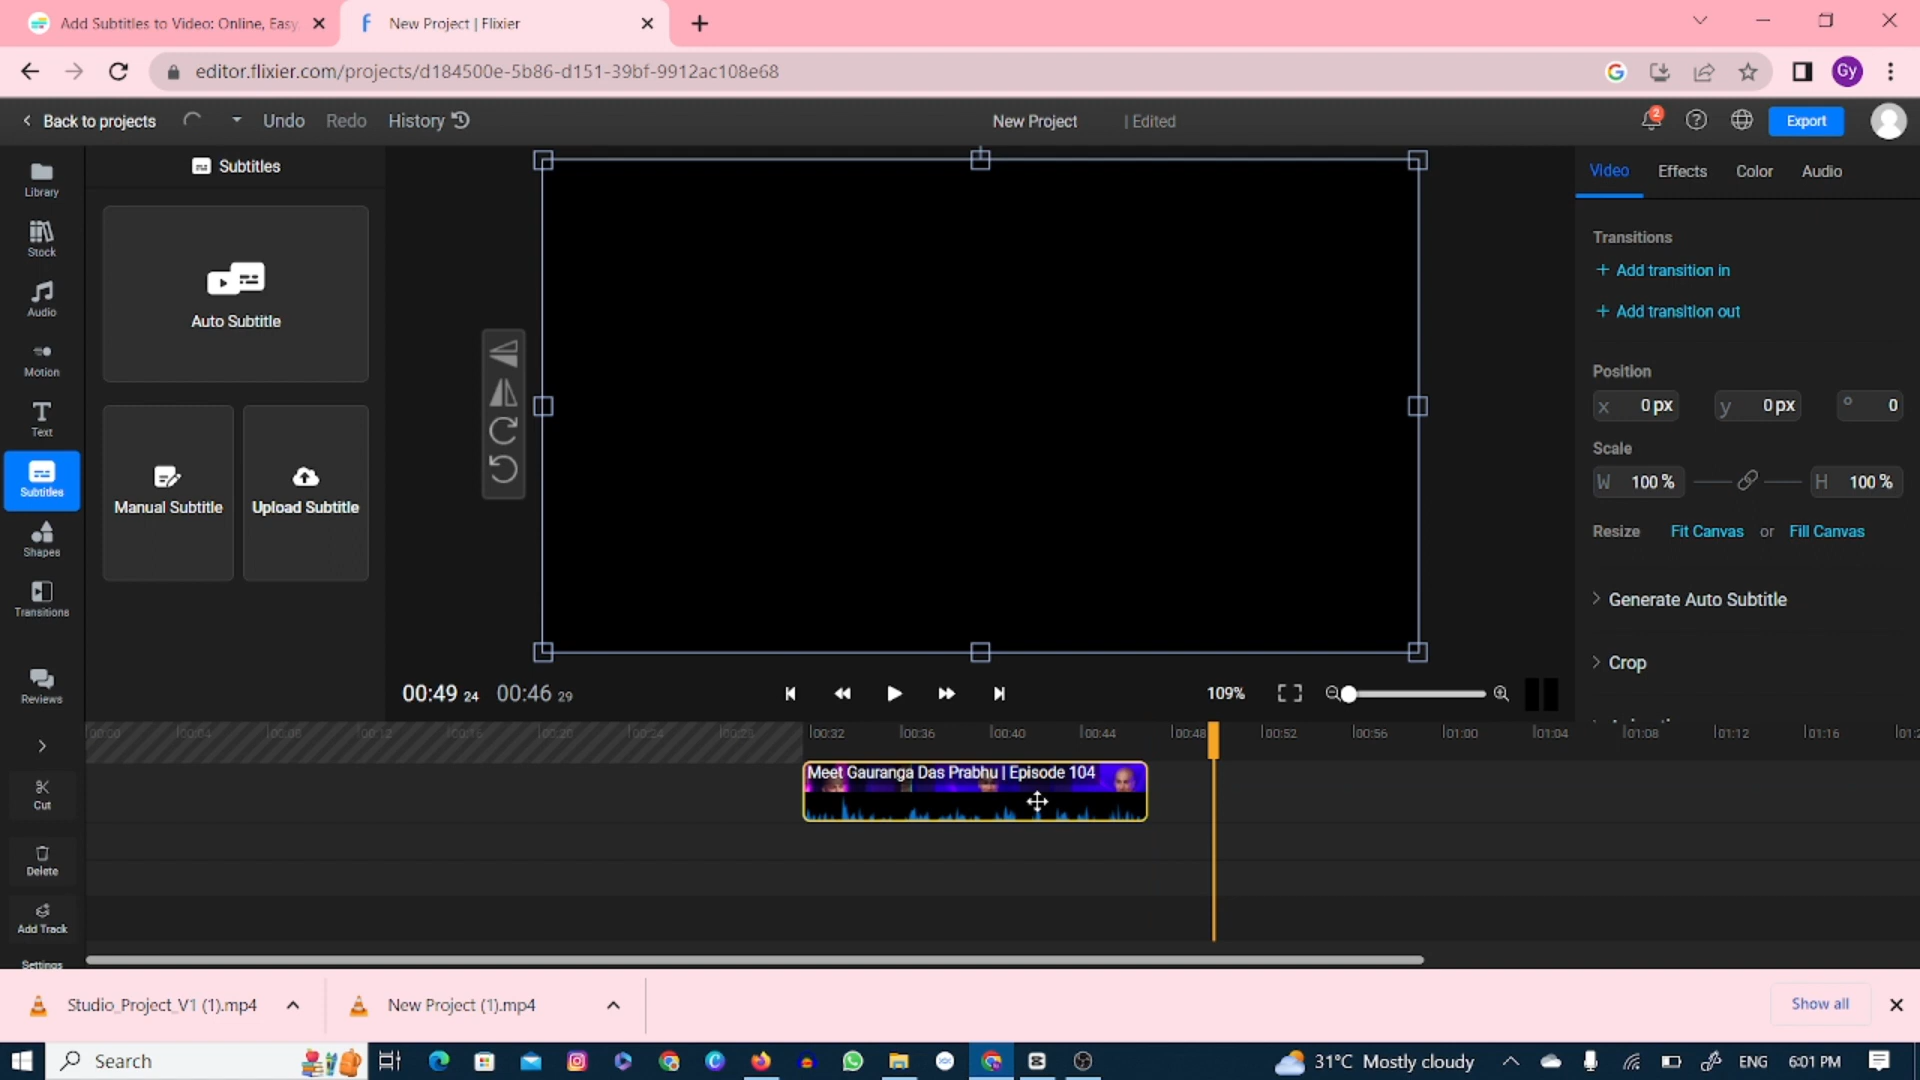 Add Subtitles to Video: Online, Easy
New Project | Flixier
editor.flixier.com/projects/d184500e-5b86-d151-39bf-9912ac108e68
Gy
Back to projects
Undo
Redo
History
New Project
| Edited
2
Export
Library
Stock
Audio
Motion
Text
Subtitles
Shapes
Transitions
Reviews
Cut
Delete
Add Track
Settings
Subtitles
Auto Subtitle
Manual Subtitle
Upload Subtitle
Video
Effects
Color
Audio
Transitions
+ Add transition in
+ Add transition out
Position
x 0 px
y 0 px
° 0
Scale
W 100 %
H 100 %
Resize
Fit Canvas or Fill Canvas
Generate Auto Subtitle
Crop
00:49 24
00:46 29
109%
00:00
00:04
00:08
00:12
00:16
00:20
00:24
00:28
00:32
00:36
00:40
00:44
00:48
00:52
00:56
01:00
01:04
01:08
01:12
01:16
Meet Gauranga Das Prabhu | Episode 104
Studio_Project_V1 (1).mp4
New Project (1).mp4
Show all
Search
31°C Mostly cloudy
ENG
6:01 PM